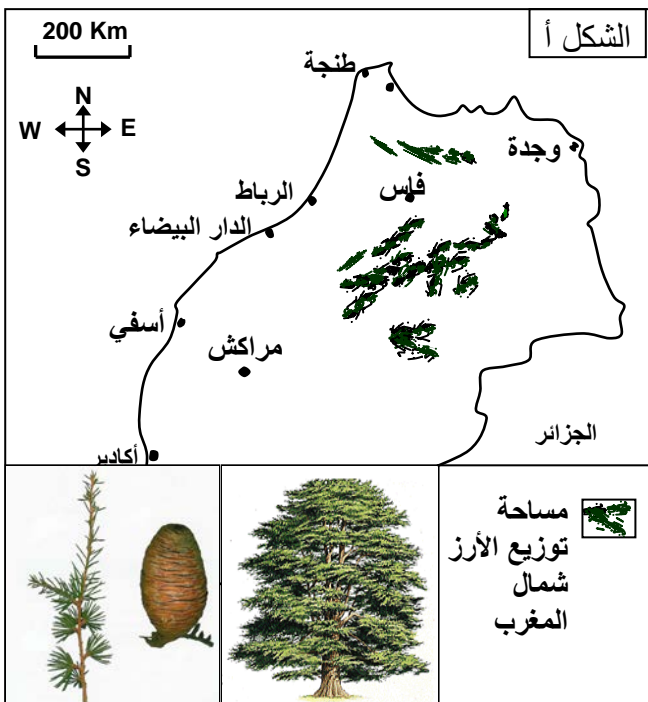 200 Km
الشكل أ
N
W E
S
طنجة
وجدة
فاس
الرباط
الدار البيضاء
أسفي
مراكش
أكادير
الجزائر
مساحة
توزيع الأرز
شمال
المغرب